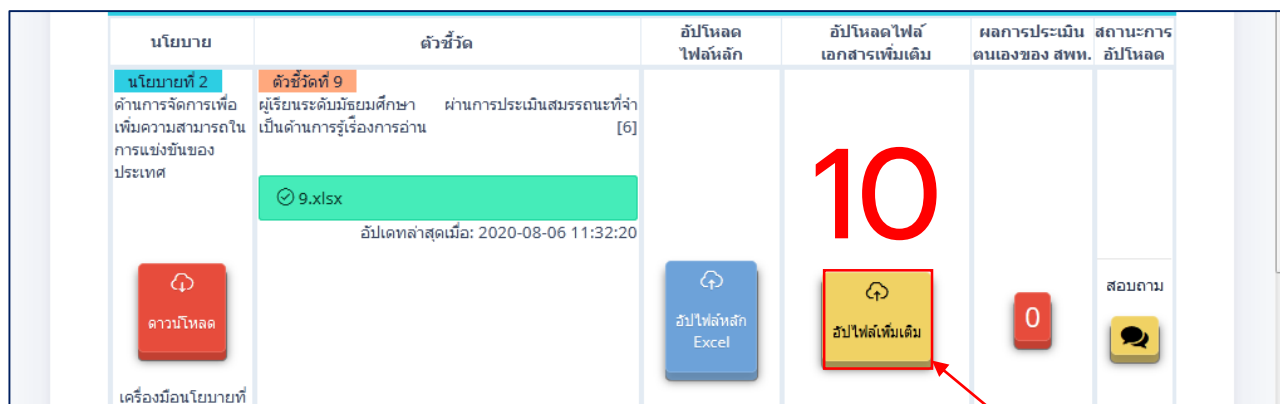 นโยบาย
ตัวชี้วัด
อัปโหลด
ไฟล์หลัก
อัปโหลดไฟล์
เอกสารเพิ่มเติม
ผลการประเมิน
ตนเองของ สพท.
สถานะการ
อัปโหลด
นโยบายที่ 2
ด้านการจัดการเพื่อ
เพิ่มความสามารถใน
การแข่งขันของ
ประเทศ
ตัวชี้วัดที่ 9
ผู้เรียนระดับมัธยมศึกษา ผ่านการประเมินสมรรถนะที่จำ
เป็นด้านการรู้เรื่องการอ่าน [6]
9.xlsx
อัปเดทล่าสุดเมื่อ: 2020-08-06 11:32:20
10
ดาวน์โหลด
อัปไฟล์หลัก
Excel
อัปไฟล์เพิ่มเติม
0
สอบถาม
เครื่องมือนโยบายที่